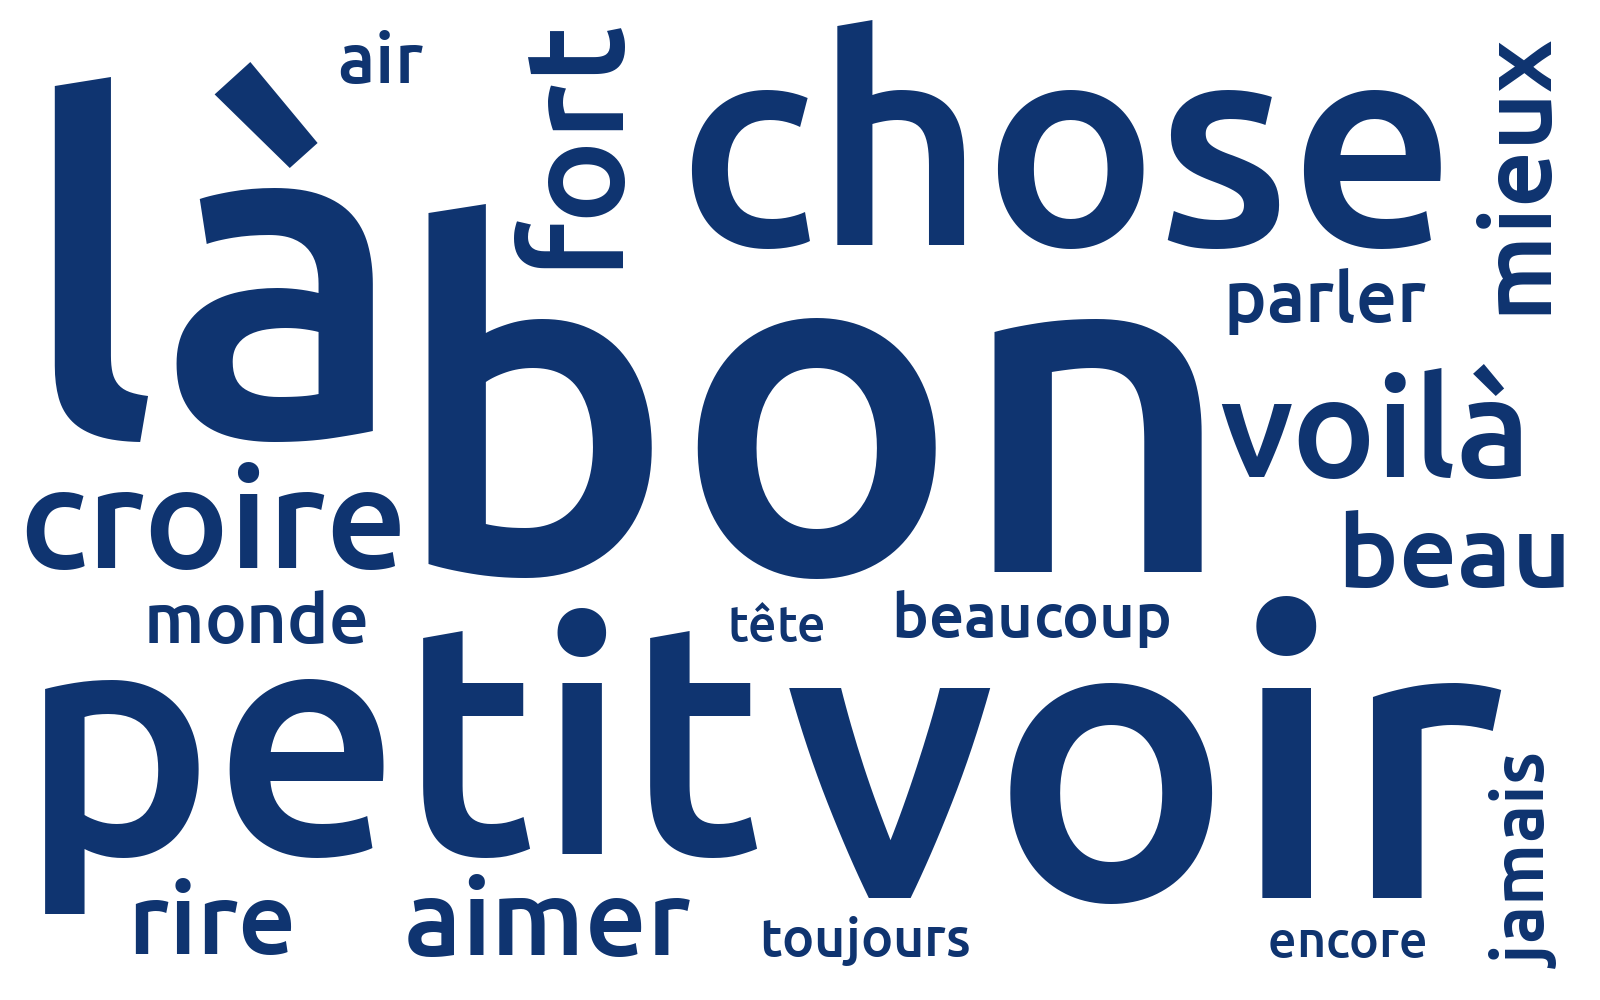 air
fort
chose
mieux
là
bon
parler
voilà
croire
beau
monde
tête
beaucoup
petit
voir
jamais
rire
aimer
toujours
encore